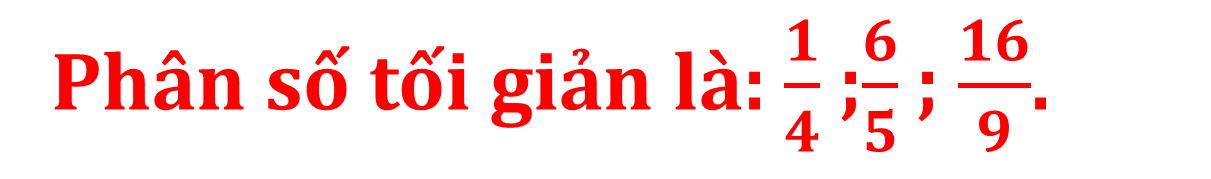 Phân số tối giản là: 1/4 ; 6/5 ; 16/9.